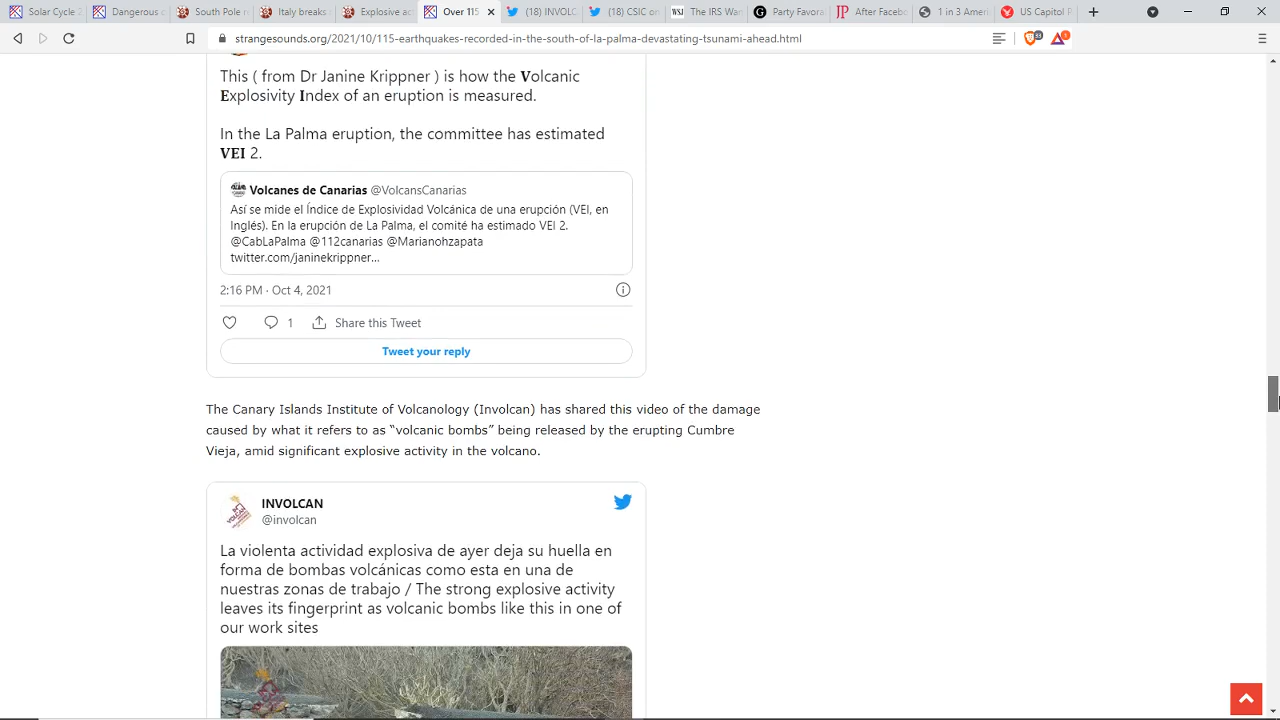 Solar Cycle 2
Dangerous c
South Pole r
Italy breaks
Explosive ac
Over 115
(18) INVOLC
(18) CSIC on
WSJ The IRS Wa
Party Favora
JP After Facebo
1 in 3 Ameri
US Capitol P
strangesounds.org/2021/10/115-earthquakes-recorded-in-the-south-of-la-palma-devastating-tsunami-ahead.html
This ( from Dr Janine Krippner ) is how the Volcanic
Explosivity Index of an eruption is measured.
In the La Palma eruption, the committee has estimated
VEI 2.
Volcanes de Canarias @VolcansCanarias
Así se mide el Índice de Explosividad Volcánica de una erupción (VEI, en
Inglés). En la erupción de La Palma, el comité ha estimado VEI 2.
@CabLaPalma @112canarias @Marianohzapata
twitter.com/janinekrippner...
2:16 PM · Oct 4, 2021
1 Share this Tweet
Tweet your reply
The Canary Islands Institute of Volcanology (Involcan) has shared this video of the damage
caused by what it refers to as “volcanic bombs” being released by the erupting Cumbre
Vieja, amid significant explosive activity in the volcano.
INVOLCAN
@involcan
La violenta actividad explosiva de ayer deja su huella en
forma de bombas volcánicas como esta en una de
nuestras zonas de trabajo / The strong explosive activity
leaves its fingerprint as volcanic bombs like this in one of
our work sites